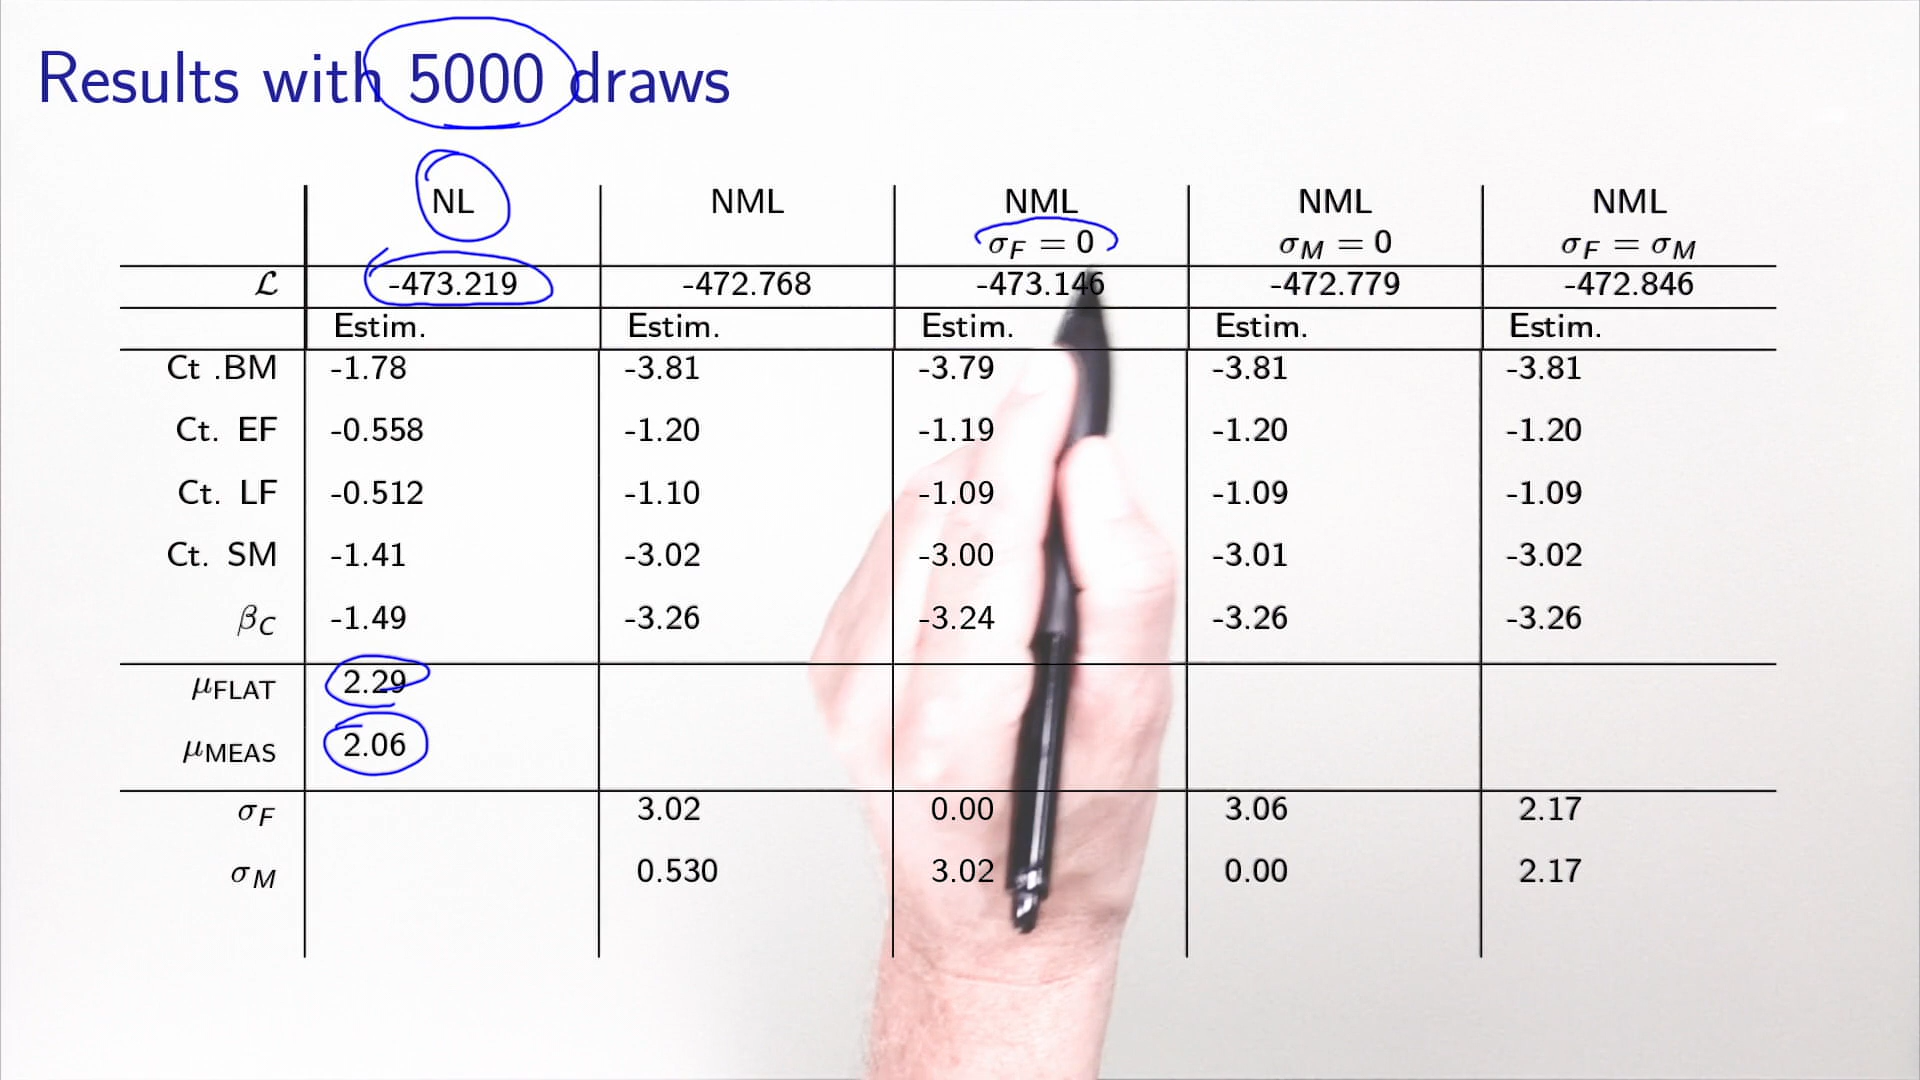 Results with 5000 draws
NL NML NML NML NML
σF = 0 σM = 0 σF = σM
ℒ -473.219 -472.768 -473.146 -472.779 -472.846
Estim. Estim. Estim. Estim. Estim.
Ct .BM -1.78 -3.81 -3.79 -3.81 -3.81
Ct. EF -0.558 -1.20 -1.19 -1.20 -1.20
Ct. LF -0.512 -1.10 -1.09 -1.09 -1.09
Ct. SM -1.41 -3.02 -3.00 -3.01 -3.02
βC -1.49 -3.26 -3.24 -3.26 -3.26
μFLAT 2.29
μMEAS 2.06
σF 3.02 0.00 3.06 2.17
σM 0.530 3.02 0.00 2.17